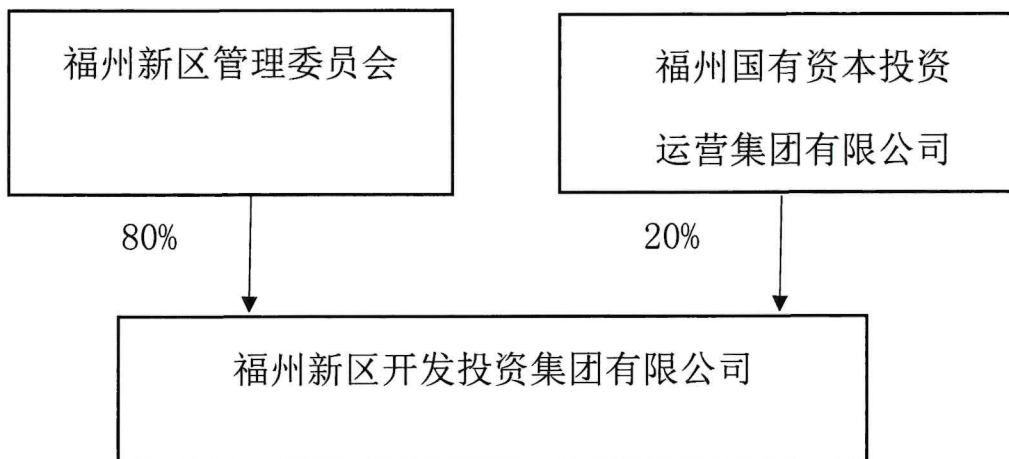 福州新区管理委员会
福州国有资本投资
运营集团有限公司
80%
20%
福州新区开发投资集团有限公司